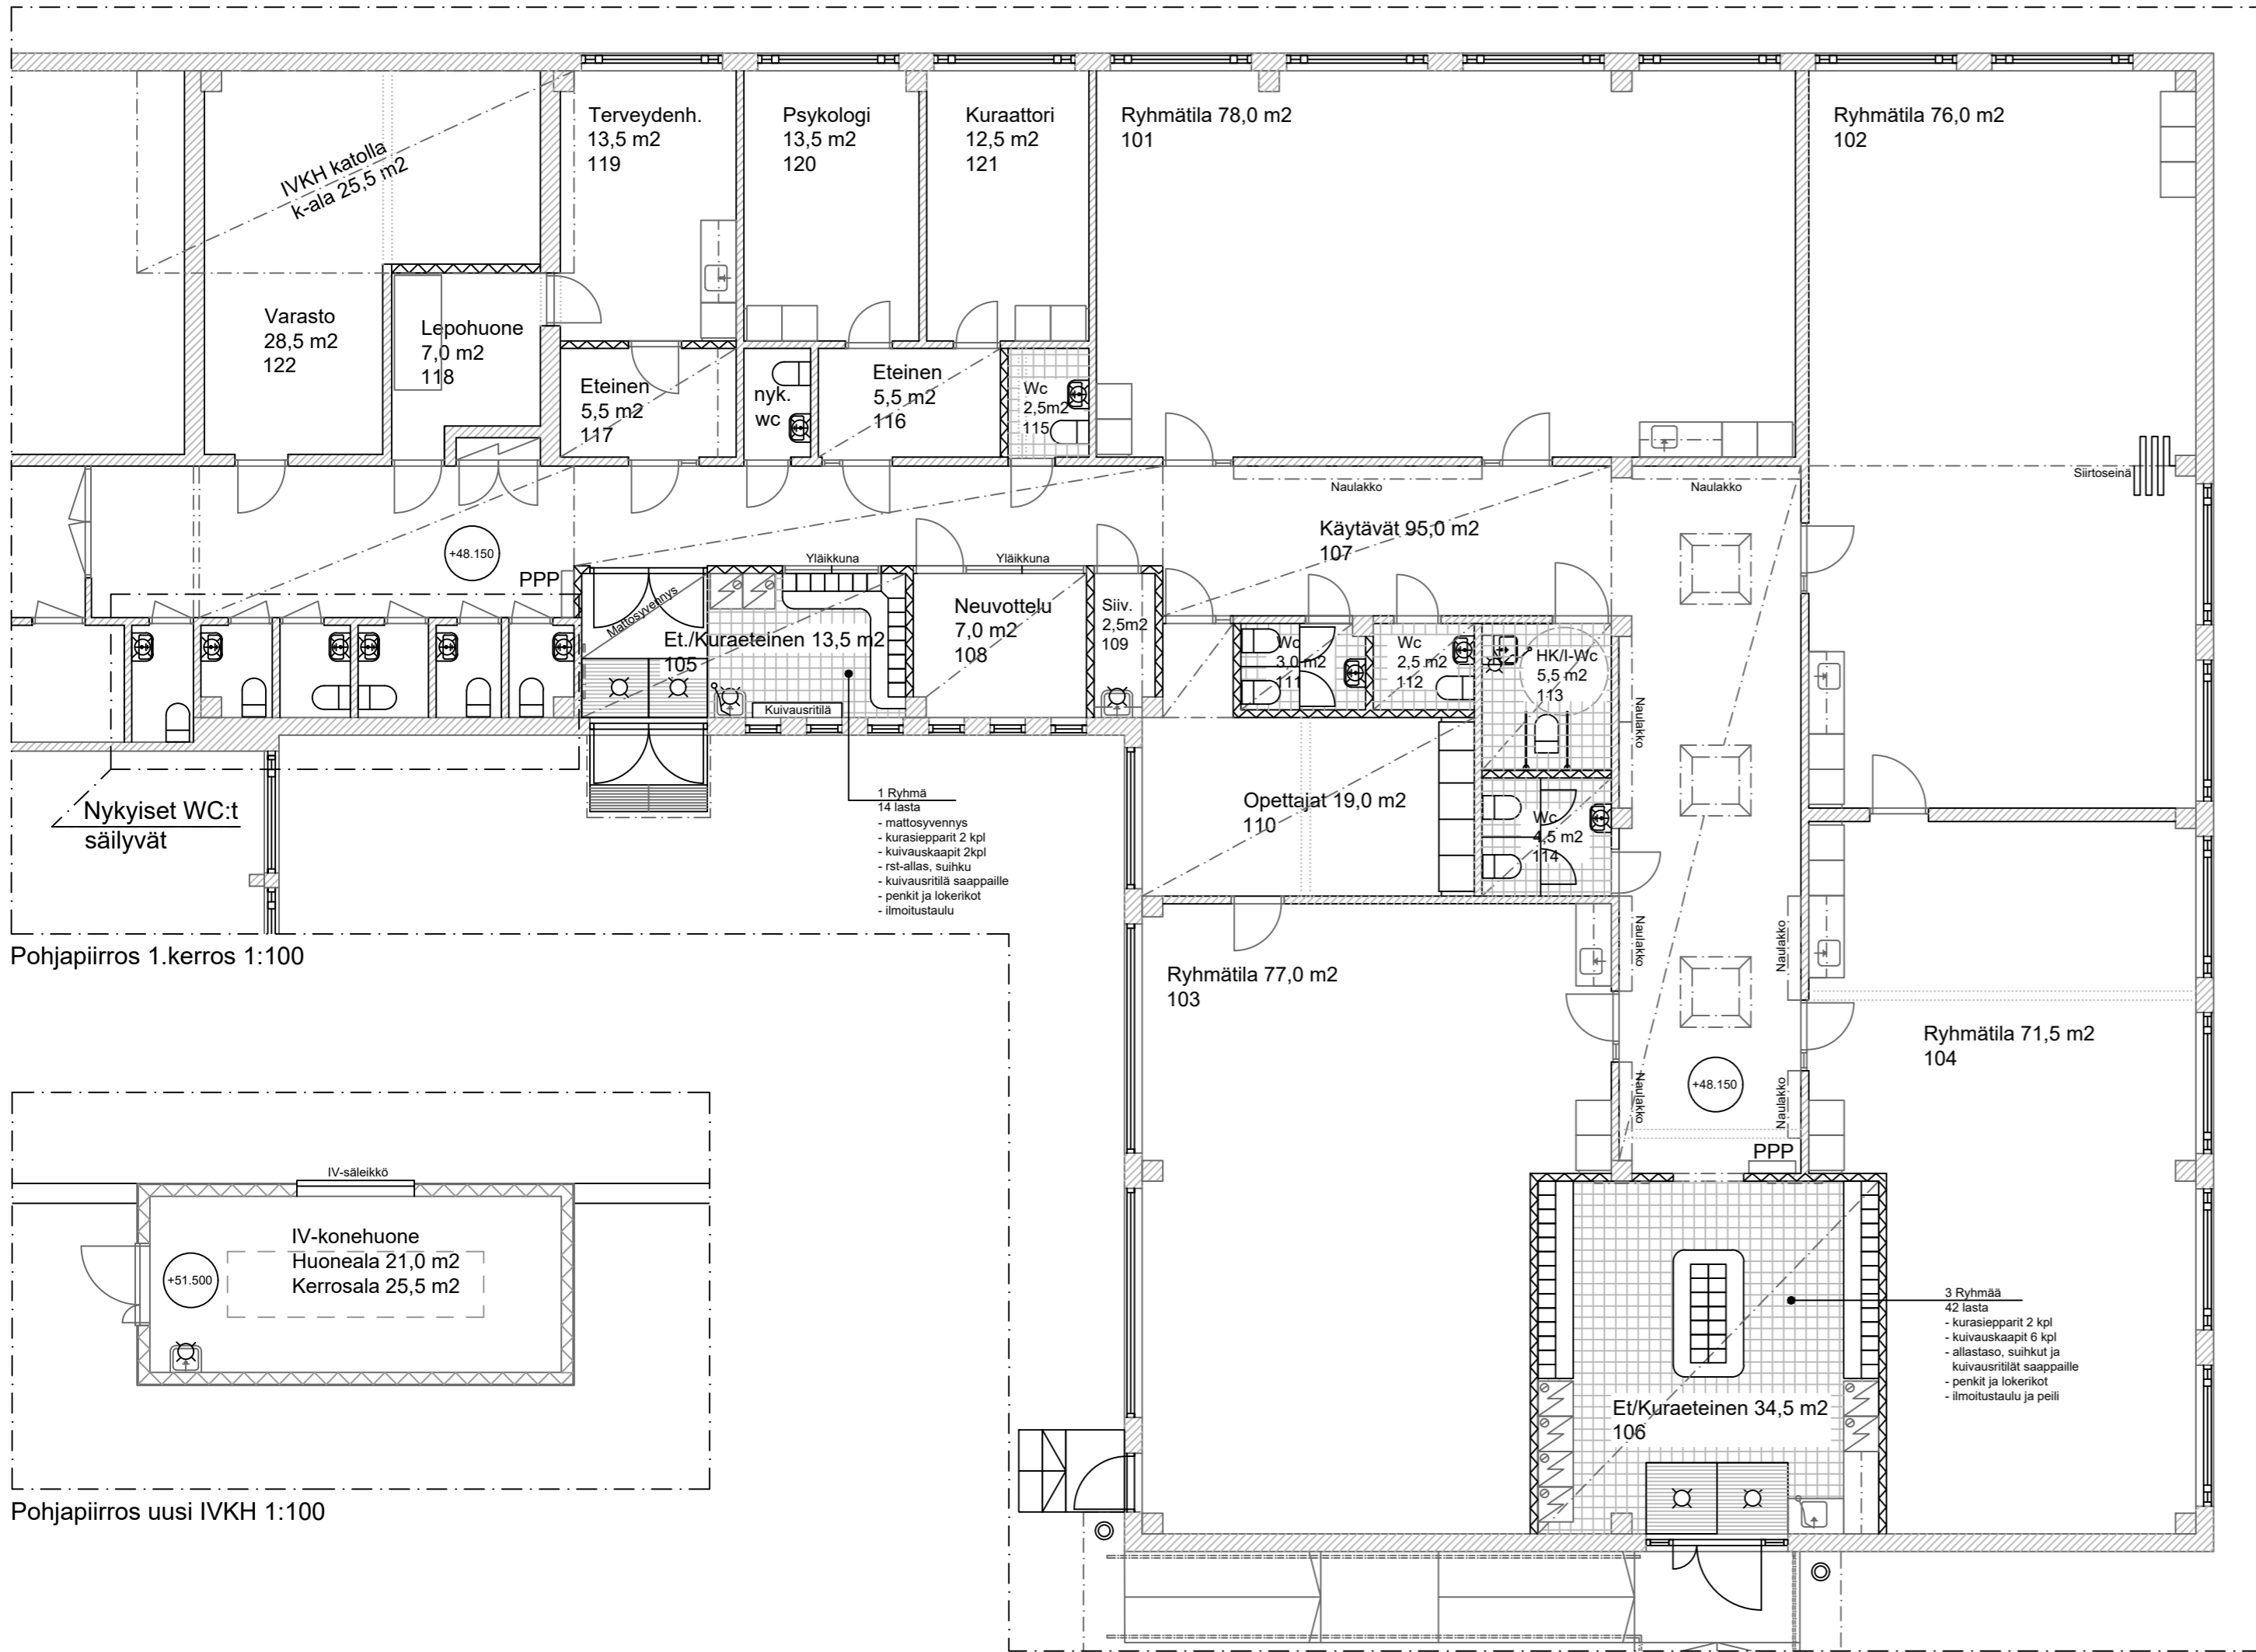 IVKH katolla
k-ala 25,5 m2
Terveydenh.
13,5 m2
119
Psykologi
13,5 m2
120
Kuraattori
12,5 m2
121
Ryhmätila 78,0 m2
101
Ryhmätila 76,0 m2
102
Varasto
28,5 m2
122
Lepohuone
7,0 m2
118
Eteinen
5,5 m2
117
nyk.
wc
Eteinen
5,5 m2
116
Wc
2,5m2
115
Siirtoseinä
Naulakko
Naulakko
Käytävät 95,0 m2
107
+48.150
PPP
Yläikkuna
Yläikkuna
Mattosyvennys
Et./Kuraeteinen 13,5 m2
105
Kuivausritilä
Neuvottelu
7,0 m2
108
Siiv.
2,5m2
109
Wc
3,0 m2
111
Wc
2,5 m2
112
HK/I-Wc
5,5 m2
113
Naulakko
Nykyiset WC:t
säilyvät
1 Ryhmä
14 lasta
- mattosyvennys
- kurasiepparit 2 kpl
- kuivauskaapit 2kpl
- rst-allas, suihku
- kuivausritilä saappaille
- penkit ja lokerikot
- ilmoitustaulu
Opettajat 19,0 m2
110
Wc
4,5 m2
114
Pohjapiirros 1.kerros 1:100
Ryhmätila 77,0 m2
103
Naulakko
Naulakko
Ryhmätila 71,5 m2
104
+48.150
Naulakko
Naulakko
PPP
IV-säleikkö
IV-konehuone
Huoneala 21,0 m2
Kerrosala 25,5 m2
+51.500
3 Ryhmää
42 lasta
- kurasiepparit 2 kpl
- kuivauskaapit 6 kpl
- allastaso, suihkut ja
kuivausritilät saappaille
- penkit ja lokerikot
- ilmoitustaulu ja peili
Et/Kuraeteinen 34,5 m2
106
Pohjapiirros uusi IVKH 1:100